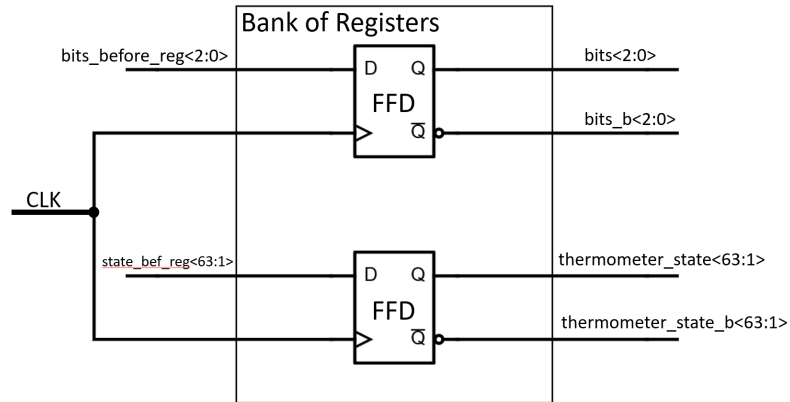 Bank of Registers
bits_before_reg<2:0>
D
Q
bits<2:0>
FFD
Q̅
bits_b<2:0>
CLK
state_bef_reg<63:1>
D
Q
thermometer_state<63:1>
FFD
Q̅
thermometer_state_b<63:1>